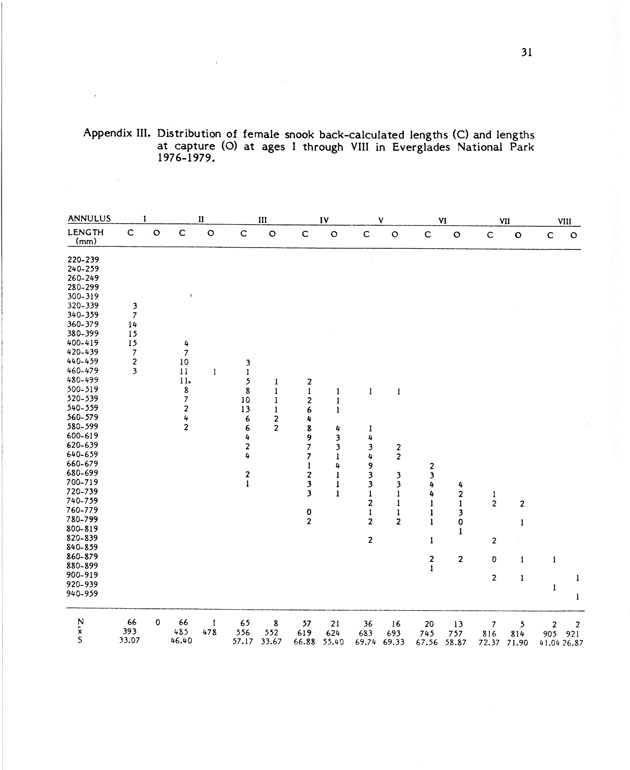 31
Appendix III. Distribution of female snook back-calculated lengths (C) and lengths
at capture (O) at ages I through VIII in Everglades National Park
1976-1979.
ANNULUS I II III IV V VI VII VIII
LENGTH C O C O C O C O C O C O C O C O
(mm)
220-239
240-259
260-249
280-299
300-319
320-339 3
340-359 7
360-379 14
380-399 15
400-419 15 4
420-439 7 7
440-459 2 10 3
460-479 3 11 1 1
480-499 11. 5 1 2
500-519 8 8 1 1 1 1 1
520-539 7 10 1 2 1
540-559 2 13 1 6 1
560-579 4 6 2 4
580-599 2 6 2 8 4 1
600-619 4 9 3 4
620-639 2 7 3 3 2
640-659 4 7 1 4 2
660-679 1 4 9 2
680-699 2 2 1 3 3 3
700-719 1 3 1 3 3 4 4
720-739 3 1 1 1 4 2 1
740-759 2 1 1 1 2 2
760-779 0 1 1 1 3
780-799 2 2 2 1 0 1
800-819 1
820-839 2 1 2
840-859
860-879 2 2 0 1 1
880-899 1
900-919 2 1 1
920-939 1
940-959 1
N 66 0 66 1 65 8 57 21 36 16 20 13 7 5 2 2
x̄ 393 485 478 556 552 619 624 683 693 745 757 816 814 905 921
S 33.07 46.40 57.17 33.67 66.88 55.40 69.74 69.33 67.56 58.87 72.37 71.90 41.04 26.87